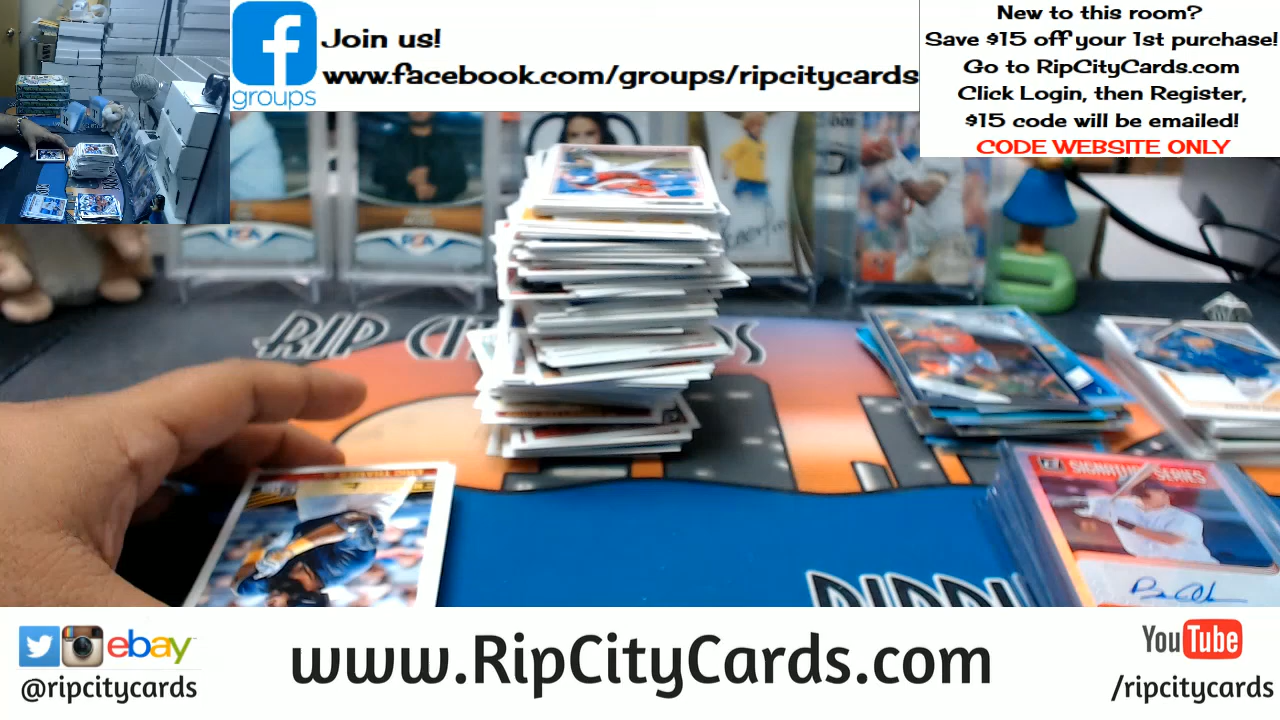 f
groups
Join us!
www.facebook.com/groups/ripcitycards
New to this room?
Save $15 off your 1st purchase!
Go to RipCityCards.com
Click Login, then Register,
$15 code will be emailed!
CODE WEBSITE ONLY
PSA
RIP
SIGNATURE SERIES
ebay
@ripcitycards
www.RipCityCards.com
YouTube
/ripcitycards